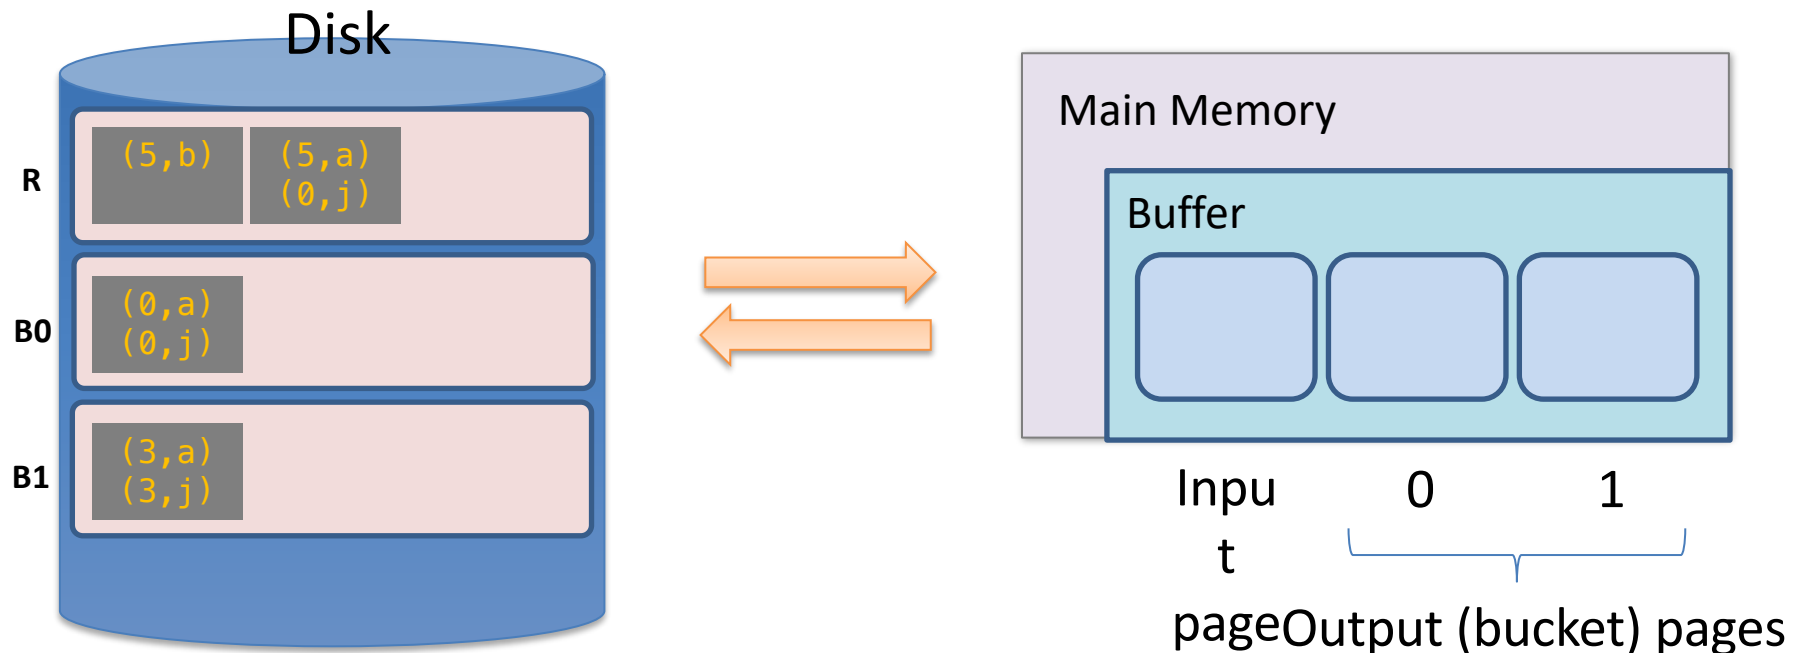 Disk
R
(5,b)
(5,a)
(0,j)
B0
(0,a)
(0,j)
B1
(3,a)
(3,j)
Main Memory
Buffer
Inpu
t
page
0
1
Output (bucket) pages